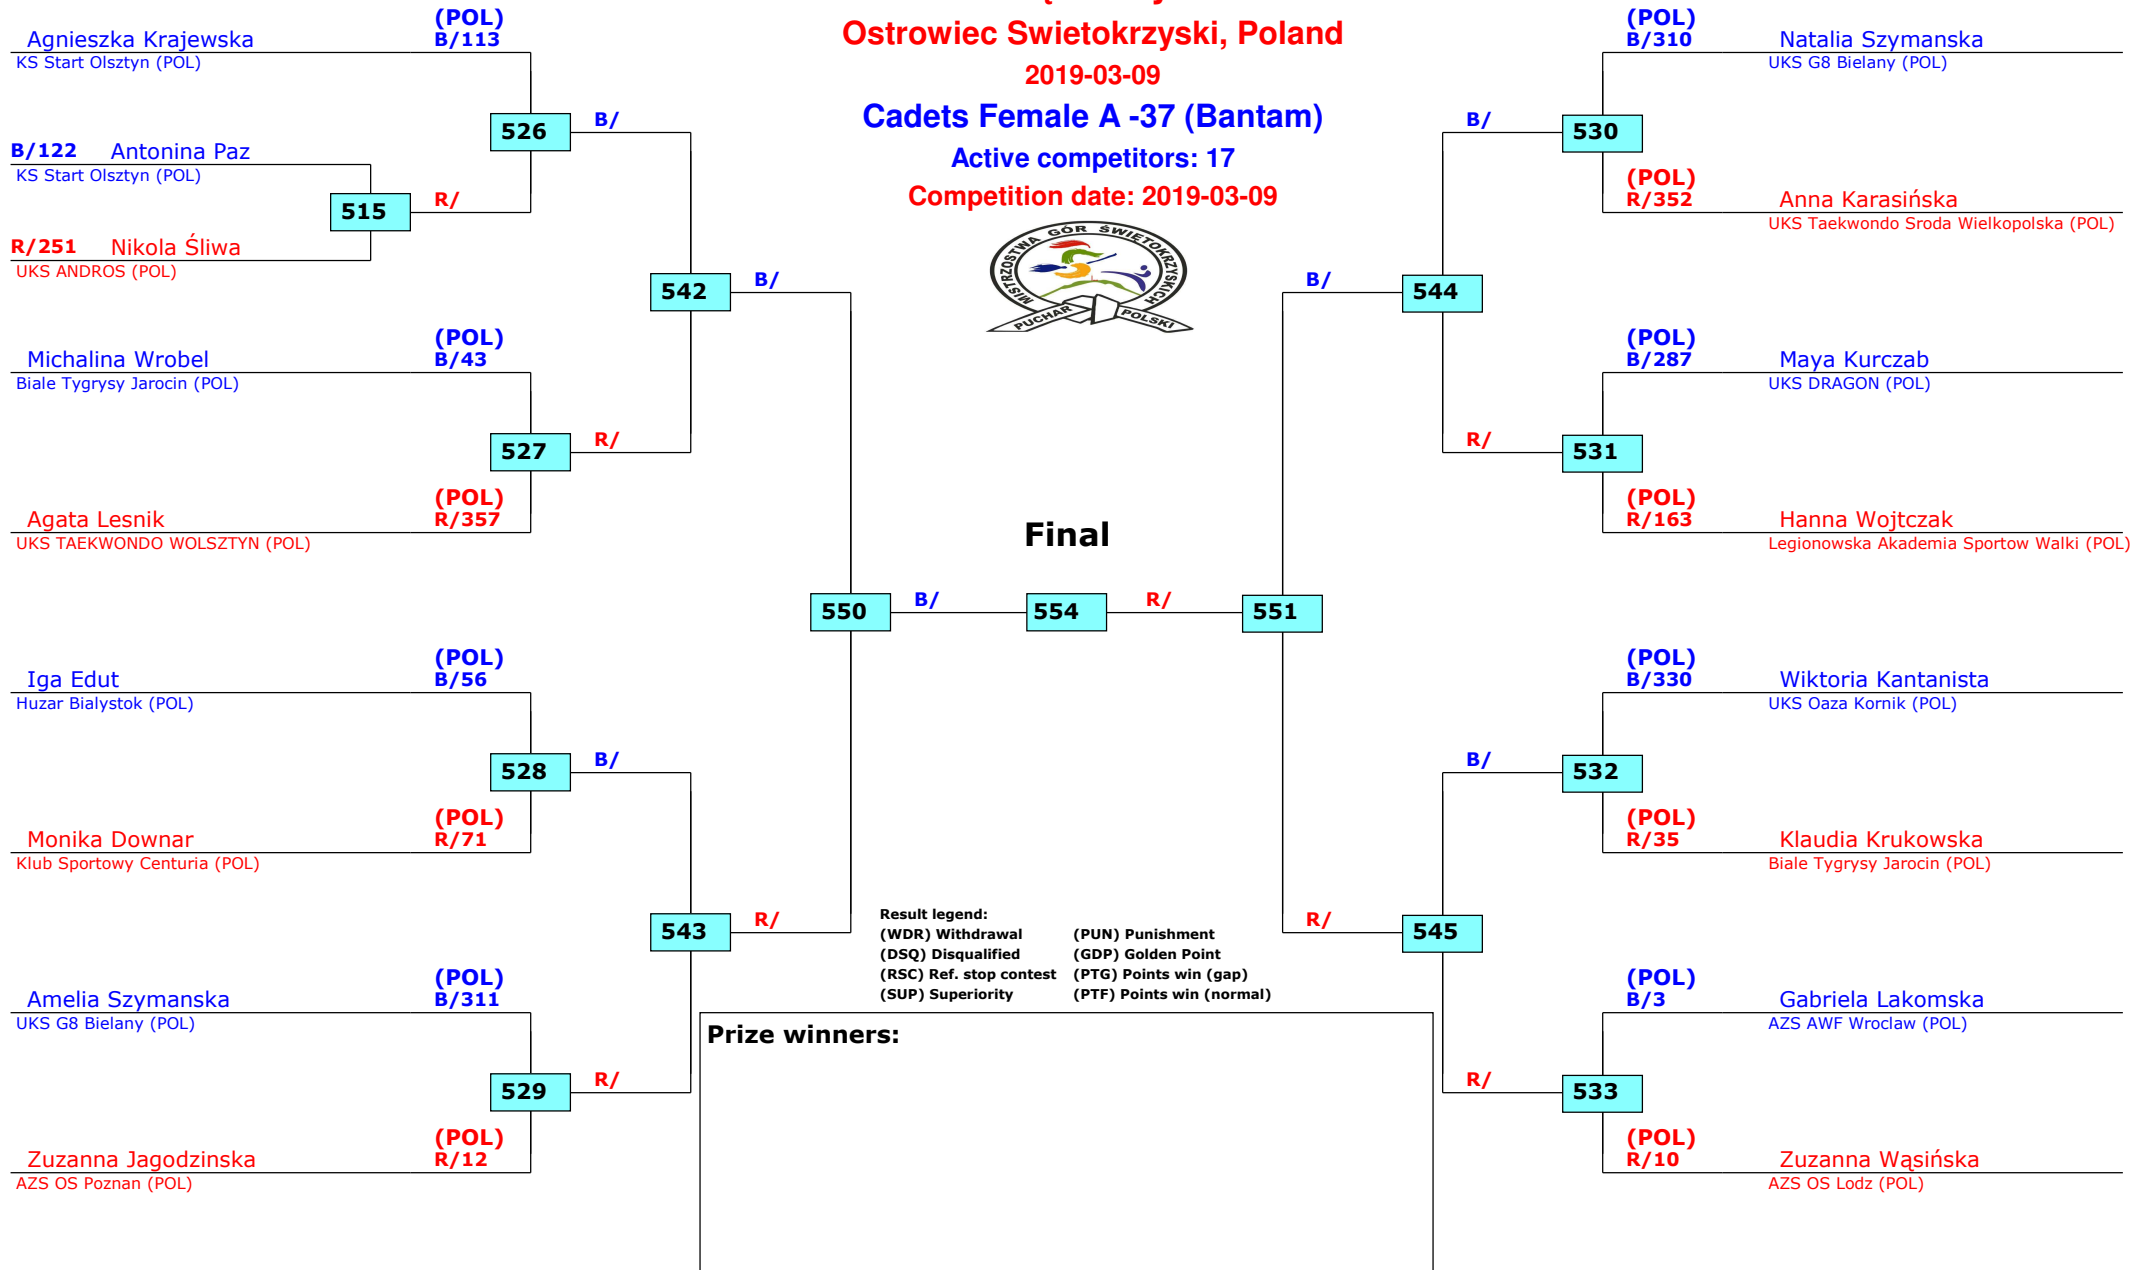 Ostrowiec Swietokrzyski, Poland
2019-03-09
Cadets Female A -37 (Bantam)
Active competitors: 17
Competition date: 2019-03-09
MISTRZOSTWA GÓR ŚWIĘTOKRZYSKICH
PUCHAR POLSKI
(POL)
Agnieszka Krajewska B/113
KS Start Olsztyn (POL)
526
B/
B/122 Antonina Paz
KS Start Olsztyn (POL)
515
R/
R/251 Nikola Śliwa
UKS ANDROS (POL)
542
B/
(POL)
Michalina Wrobel B/43
Biale Tygrysy Jarocin (POL)
527
R/
(POL)
Agata Lesnik R/357
UKS TAEKWONDO WOLSZTYN (POL)
Final
550
B/
554
R/
551
(POL)
Iga Edut B/56
Huzar Bialystok (POL)
528
B/
(POL)
Monika Downar R/71
Klub Sportowy Centuria (POL)
543
R/
(POL)
Amelia Szymanska B/311
UKS G8 Bielany (POL)
529
R/
(POL)
Zuzanna Jagodzinska R/12
AZS OS Poznan (POL)
(POL)
B/310 Natalia Szymanska
UKS G8 Bielany (POL)
B/
530
(POL)
R/352 Anna Karasińska
UKS Taekwondo Sroda Wielkopolska (POL)
B/
544
(POL)
B/287 Maya Kurczab
UKS DRAGON (POL)
R/
531
(POL)
R/163 Hanna Wojtczak
Legionowska Akademia Sportow Walki (POL)
(POL)
B/330 Wiktoria Kantanista
UKS Oaza Kornik (POL)
B/
532
(POL)
R/35 Klaudia Krukowska
Biale Tygrysy Jarocin (POL)
R/
545
(POL)
B/3 Gabriela Lakomska
AZS AWF Wroclaw (POL)
R/
533
(POL)
R/10 Zuzanna Wąsińska
AZS OS Lodz (POL)
Result legend:
(WDR) Withdrawal (PUN) Punishment
(DSQ) Disqualified (GDP) Golden Point
(RSC) Ref. stop contest (PTG) Points win (gap)
(SUP) Superiority (PTF) Points win (normal)
Prize winners: